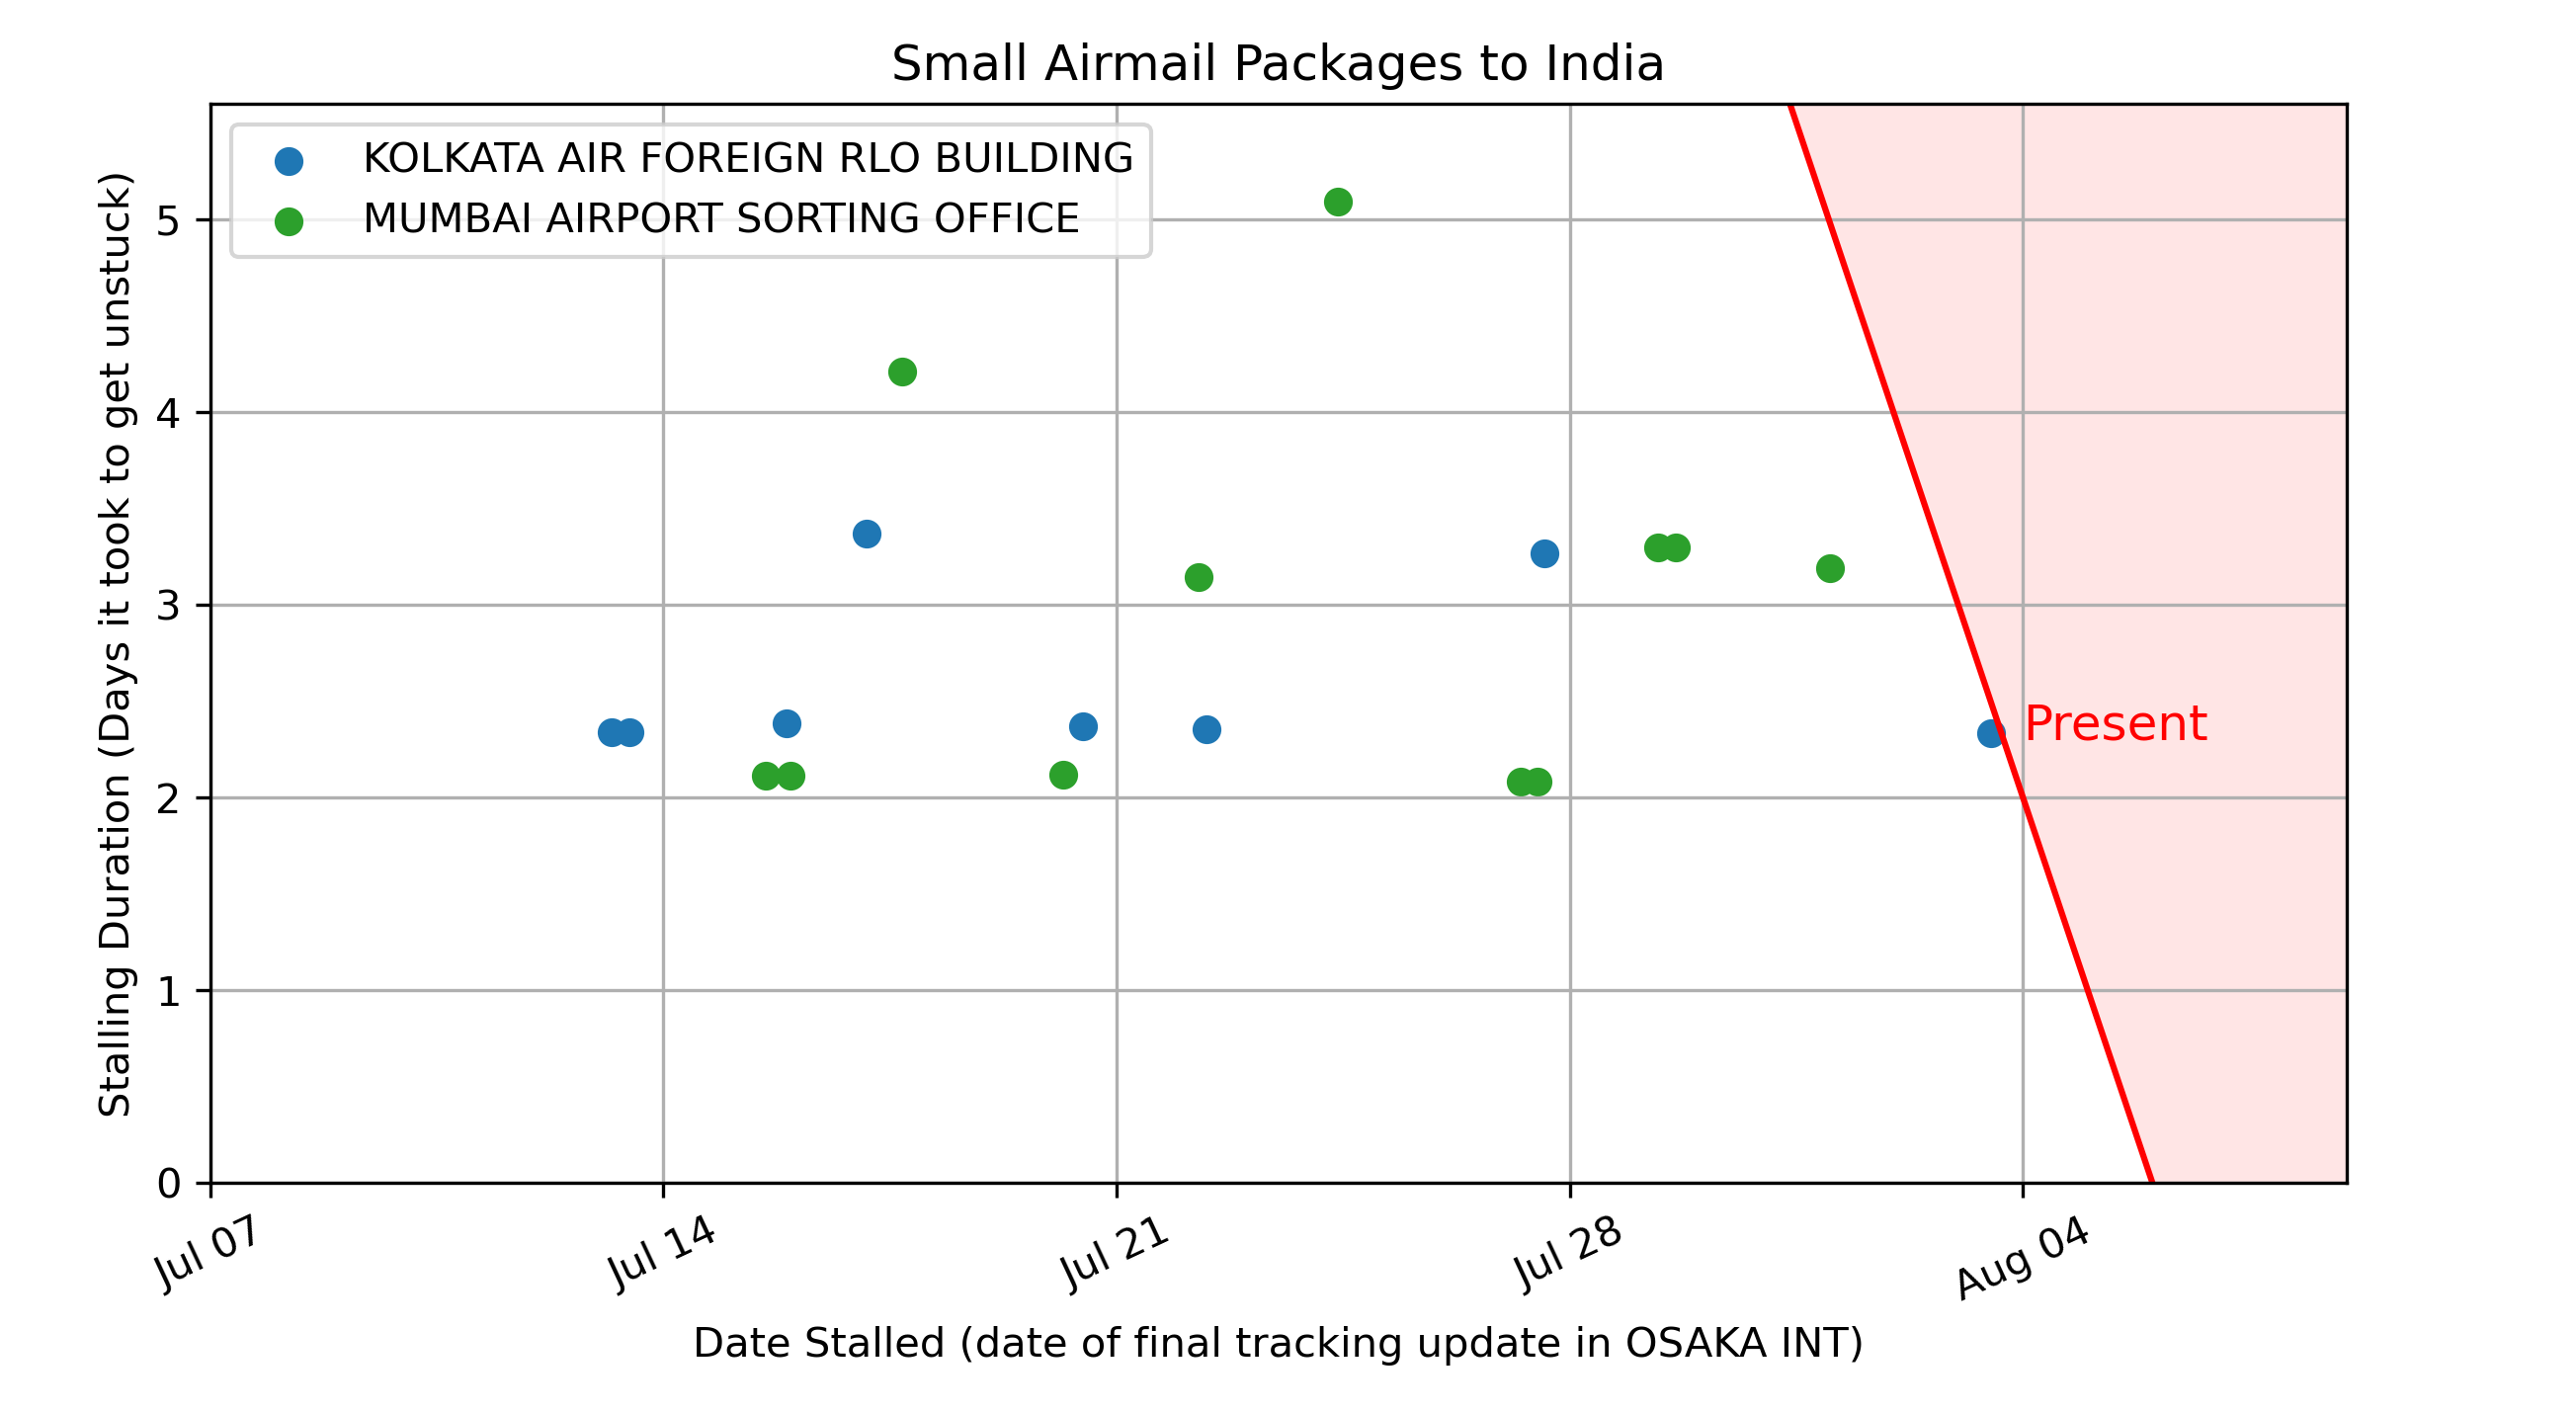 Small Airmail Packages to India
KOLKATA AIR FOREIGN RLO BUILDING
MUMBAI AIRPORT SORTING OFFICE
Stalling Duration (Days it took to get unstuck)
5
4
3
2
1
0
Present
Jul 07
Jul 14
Jul 21
Jul 28
Aug 04
Date Stalled (date of final tracking update in OSAKA INT)